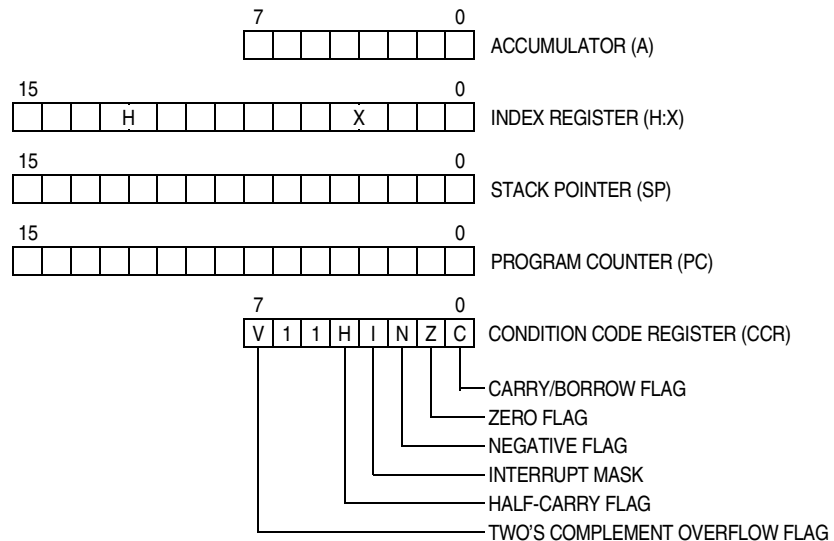 7 0
ACCUMULATOR (A)
15 0
H X INDEX REGISTER (H:X)
15 0
STACK POINTER (SP)
15 0
PROGRAM COUNTER (PC)
7 0
V 1 1 H I N Z C CONDITION CODE REGISTER (CCR)
CARRY/BORROW FLAG
ZERO FLAG
NEGATIVE FLAG
INTERRUPT MASK
HALF-CARRY FLAG
TWO'S COMPLEMENT OVERFLOW FLAG